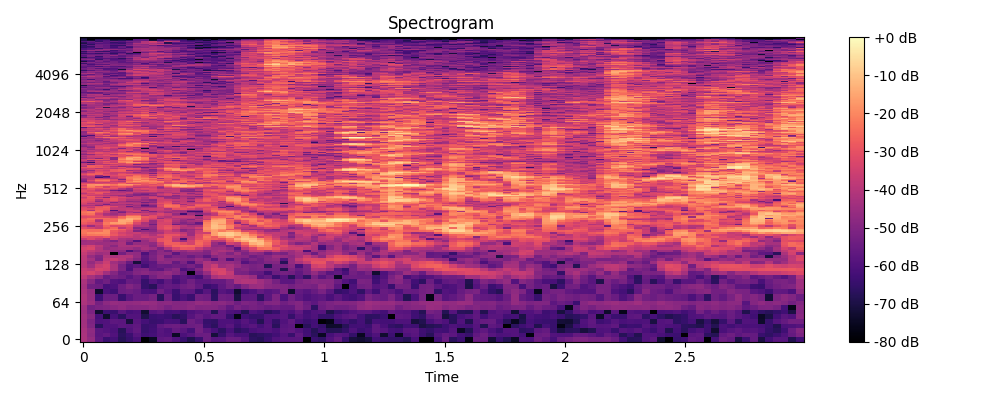 Spectrogram
Hz
4096
2048
1024
512
256
128
64
0
0
0.5
1
1.5
2
2.5
Time
+0 dB
-10 dB
-20 dB
-30 dB
-40 dB
-50 dB
-60 dB
-70 dB
-80 dB